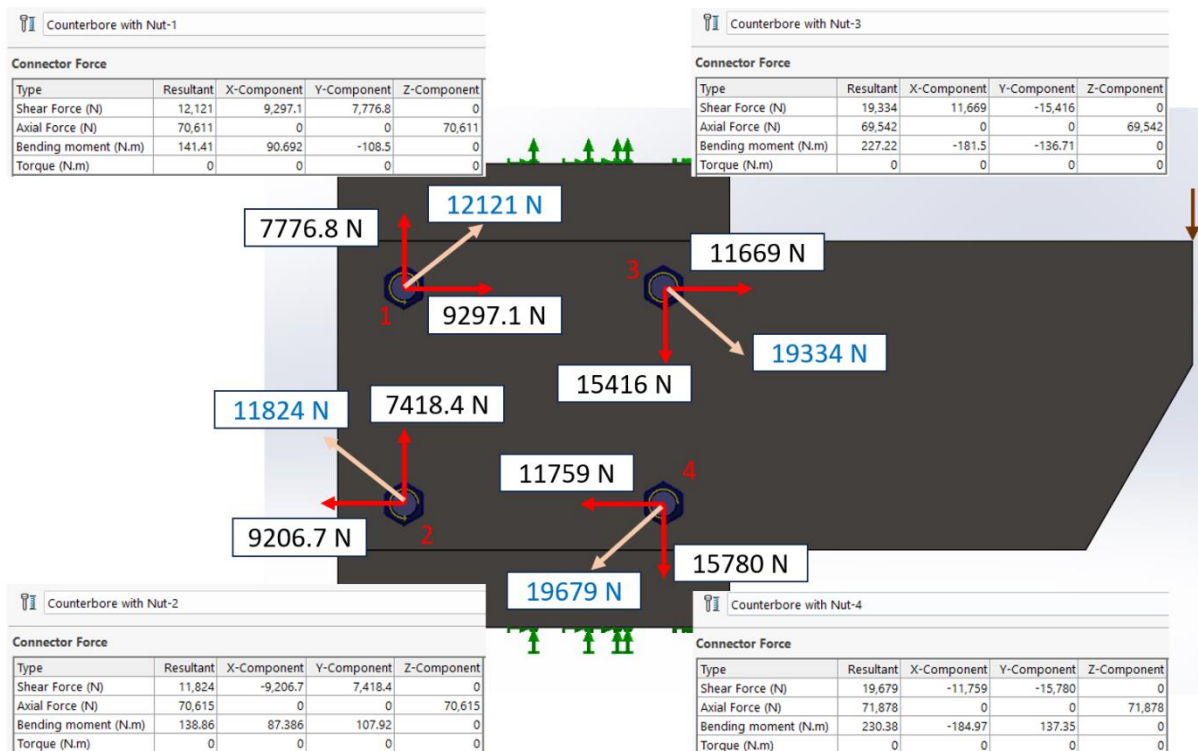 Counterbore with Nut-1
Connector Force
Type Resultant X-Component Y-Component Z-Component
Shear Force (N) 12,121 9,297.1 7,776.8 0
Axial Force (N) 70,611 0 0 70,611
Bending moment (N.m) 141.41 90.692 -108.5 0
Torque (N.m) 0 0 0 0
Counterbore with Nut-3
Connector Force
Type Resultant X-Component Y-Component Z-Component
Shear Force (N) 19,334 11,669 -15,416 0
Axial Force (N) 69,542 0 0 69,542
Bending moment (N.m) 227.22 -181.5 -136.71 0
Torque (N.m) 0 0 0 0
12121 N
7776.8 N
11669 N
3
1
9297.1 N
19334 N
15416 N
11824 N
7418.4 N
11759 N
4
9206.7 N
2
15780 N
19679 N
Counterbore with Nut-2
Connector Force
Type Resultant X-Component Y-Component Z-Component
Shear Force (N) 11,824 -9,206.7 7,418.4 0
Axial Force (N) 70,615 0 0 70,615
Bending moment (N.m) 138.86 87.386 107.92 0
Torque (N.m) 0 0 0 0
Counterbore with Nut-4
Connector Force
Type Resultant X-Component Y-Component Z-Component
Shear Force (N) 19,679 -11,759 -15,780 0
Axial Force (N) 71,878 0 0 71,878
Bending moment (N.m) 230.38 -184.97 137.35 0
Torque (N.m) 0 0 0 0